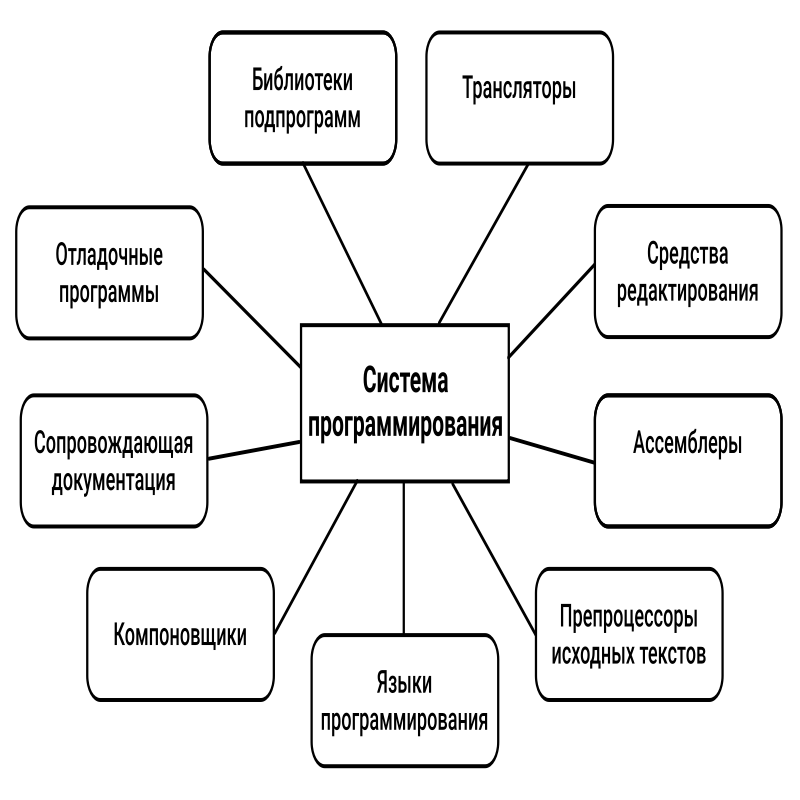 Библиотеки
подпрограмм
Трансляторы
Отладочные
программы
Средства
редактирования
Система
программирования
Сопровождающая
документация
Ассемблеры
Компоновщики
Языки
программирования
Препроцессоры
исходных текстов